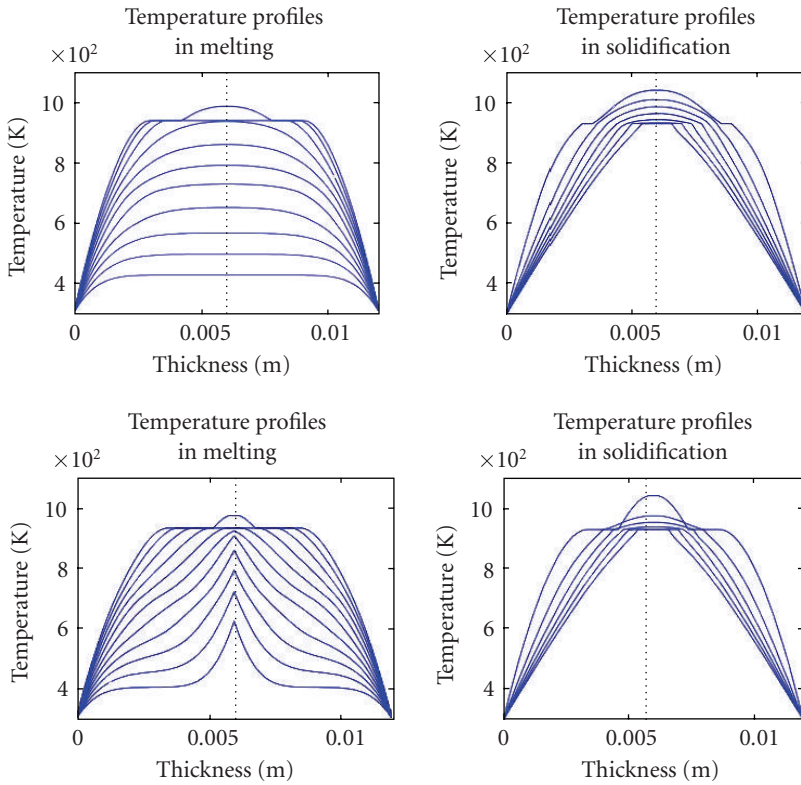 Temperature profiles
in melting
×10²
10
8
6
4
Temperature (K)
0
0.005
0.01
Thickness (m)
Temperature profiles
in solidification
×10²
10
8
6
4
Temperature (K)
0
0.005
0.01
Thickness (m)
Temperature profiles
in melting
×10²
10
8
6
4
Temperature (K)
0
0.005
0.01
Thickness (m)
Temperature profiles
in solidification
×10²
10
8
6
4
Temperature (K)
0
0.005
0.01
Thickness (m)